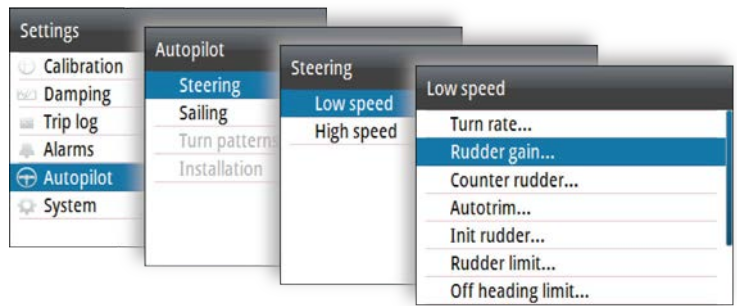 Settings
Calibration
Damping
Trip log
Alarms
Autopilot
System
Autopilot
Steering
Sailing
Turn patterns
Installation
Steering
Low speed
High speed
Low speed
Turn rate...
Rudder gain...
Counter rudder...
Autotrim...
Init rudder...
Rudder limit...
Off heading limit...